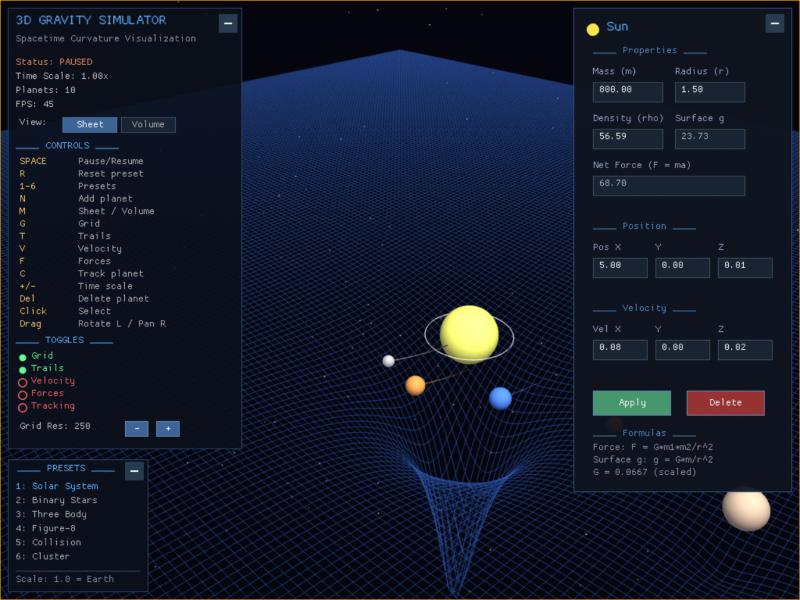 3D GRAVITY SIMULATOR
Spacetime Curvature Visualization
Status: PAUSED
Time Scale: 1.00x
Planets: 10
FPS: 45
View: Sheet Volume
CONTROLS
SPACE Pause/Resume
R Reset preset
1-6 Presets
N Add planet
M Sheet / Volume
G Grid
T Trails
V Velocity
F Forces
C Track planet
+/- Time scale
Del Delete planet
Click Select
Drag Rotate L / Pan R
TOGGLES
Grid
Trails
Velocity
Forces
Tracking
Grid Res: 250 - +
PRESETS
1: Solar System
2: Binary Stars
3: Three Body
4: Figure-8
5: Collision
6: Cluster
Scale: 1.0 = Earth
Sun
Properties
Mass (m) Radius (r)
800.00 1.50
Density (rho) Surface g
56.59 23.73
Net Force (F = ma)
68.70
Position
Pos X Y Z
5.00 0.00 0.01
Velocity
Vel X Y Z
0.08 0.00 0.02
Apply Delete
Formulas
Force: F = G*m1*m2/r^2
Surface g: g = G*m/r^2
G = 0.0667 (scaled)